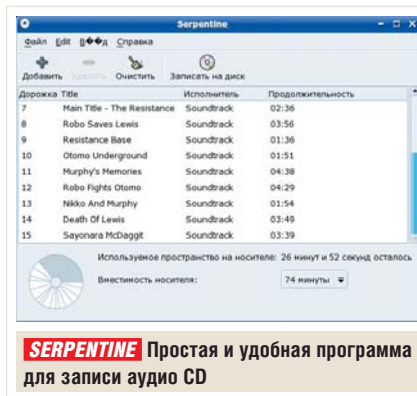 Serpentine
Файл Edit В��д Справка
Добавить Удалить Очистить Записать на диск
Дорожка Title Исполнитель Продолжительность
7 Main Title - The Resistance Soundtrack 02:36
8 Robo Saves Lewis Soundtrack 03:56
9 Resistance Base Soundtrack 01:36
10 Otomo Underground Soundtrack 01:51
11 Murphy's Memories Soundtrack 04:38
12 Robo Fights Otomo Soundtrack 04:29
13 Nikko And Murphy Soundtrack 01:54
14 Death Of Lewis Soundtrack 03:49
15 Sayonara McDaggit Soundtrack 03:39
Используемое пространство на носителе: 26 минут и 52 секунд осталось
Вместимость носителя: 74 минуты
SERPENTINE Простая и удобная программа
для записи аудио CD